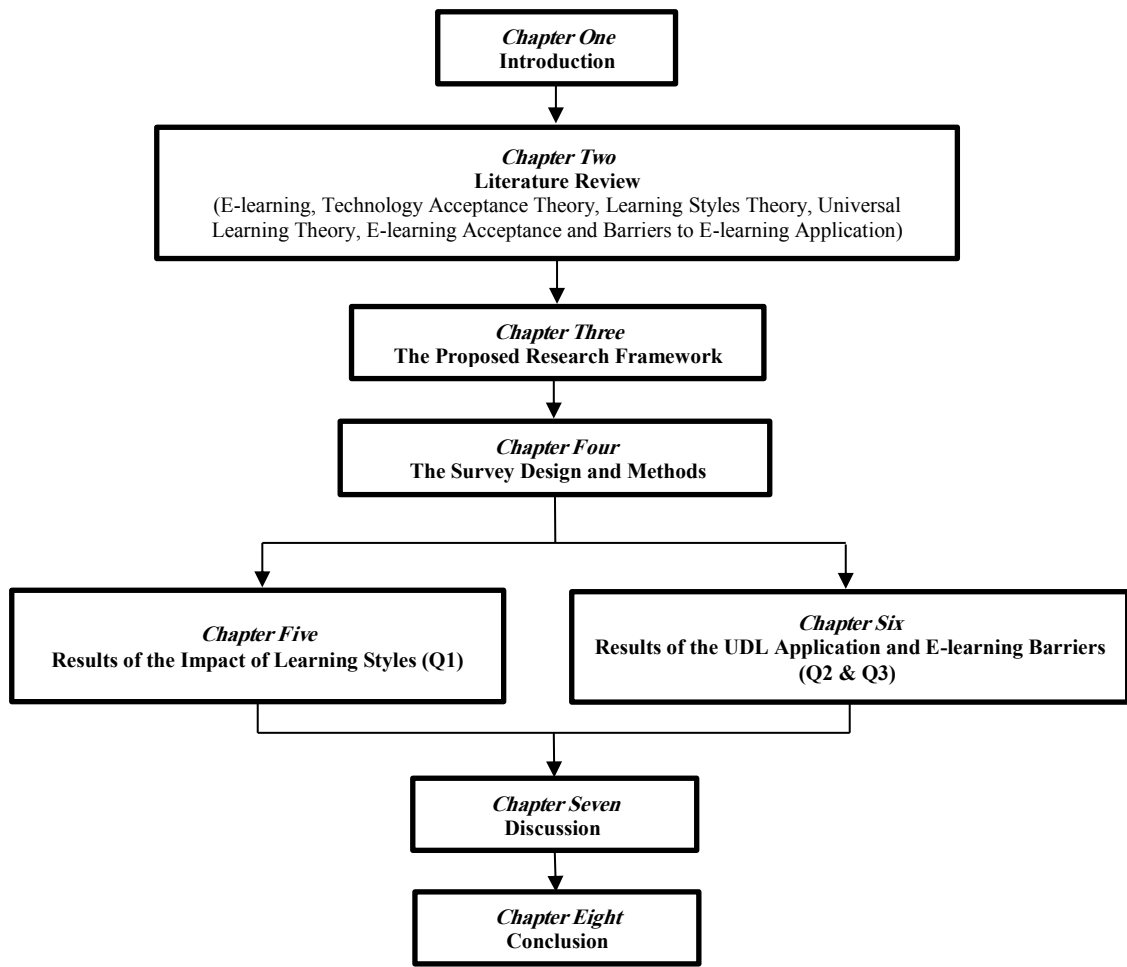 Chapter One
Introduction
Chapter Two
Literature Review
(E-learning, Technology Acceptance Theory, Learning Styles Theory, Universal
Learning Theory, E-learning Acceptance and Barriers to E-learning Application)
Chapter Three
The Proposed Research Framework
Chapter Four
The Survey Design and Methods
Chapter Five
Results of the Impact of Learning Styles (Q1)
Chapter Six
Results of the UDL Application and E-learning Barriers
(Q2 & Q3)
Chapter Seven
Discussion
Chapter Eight
Conclusion